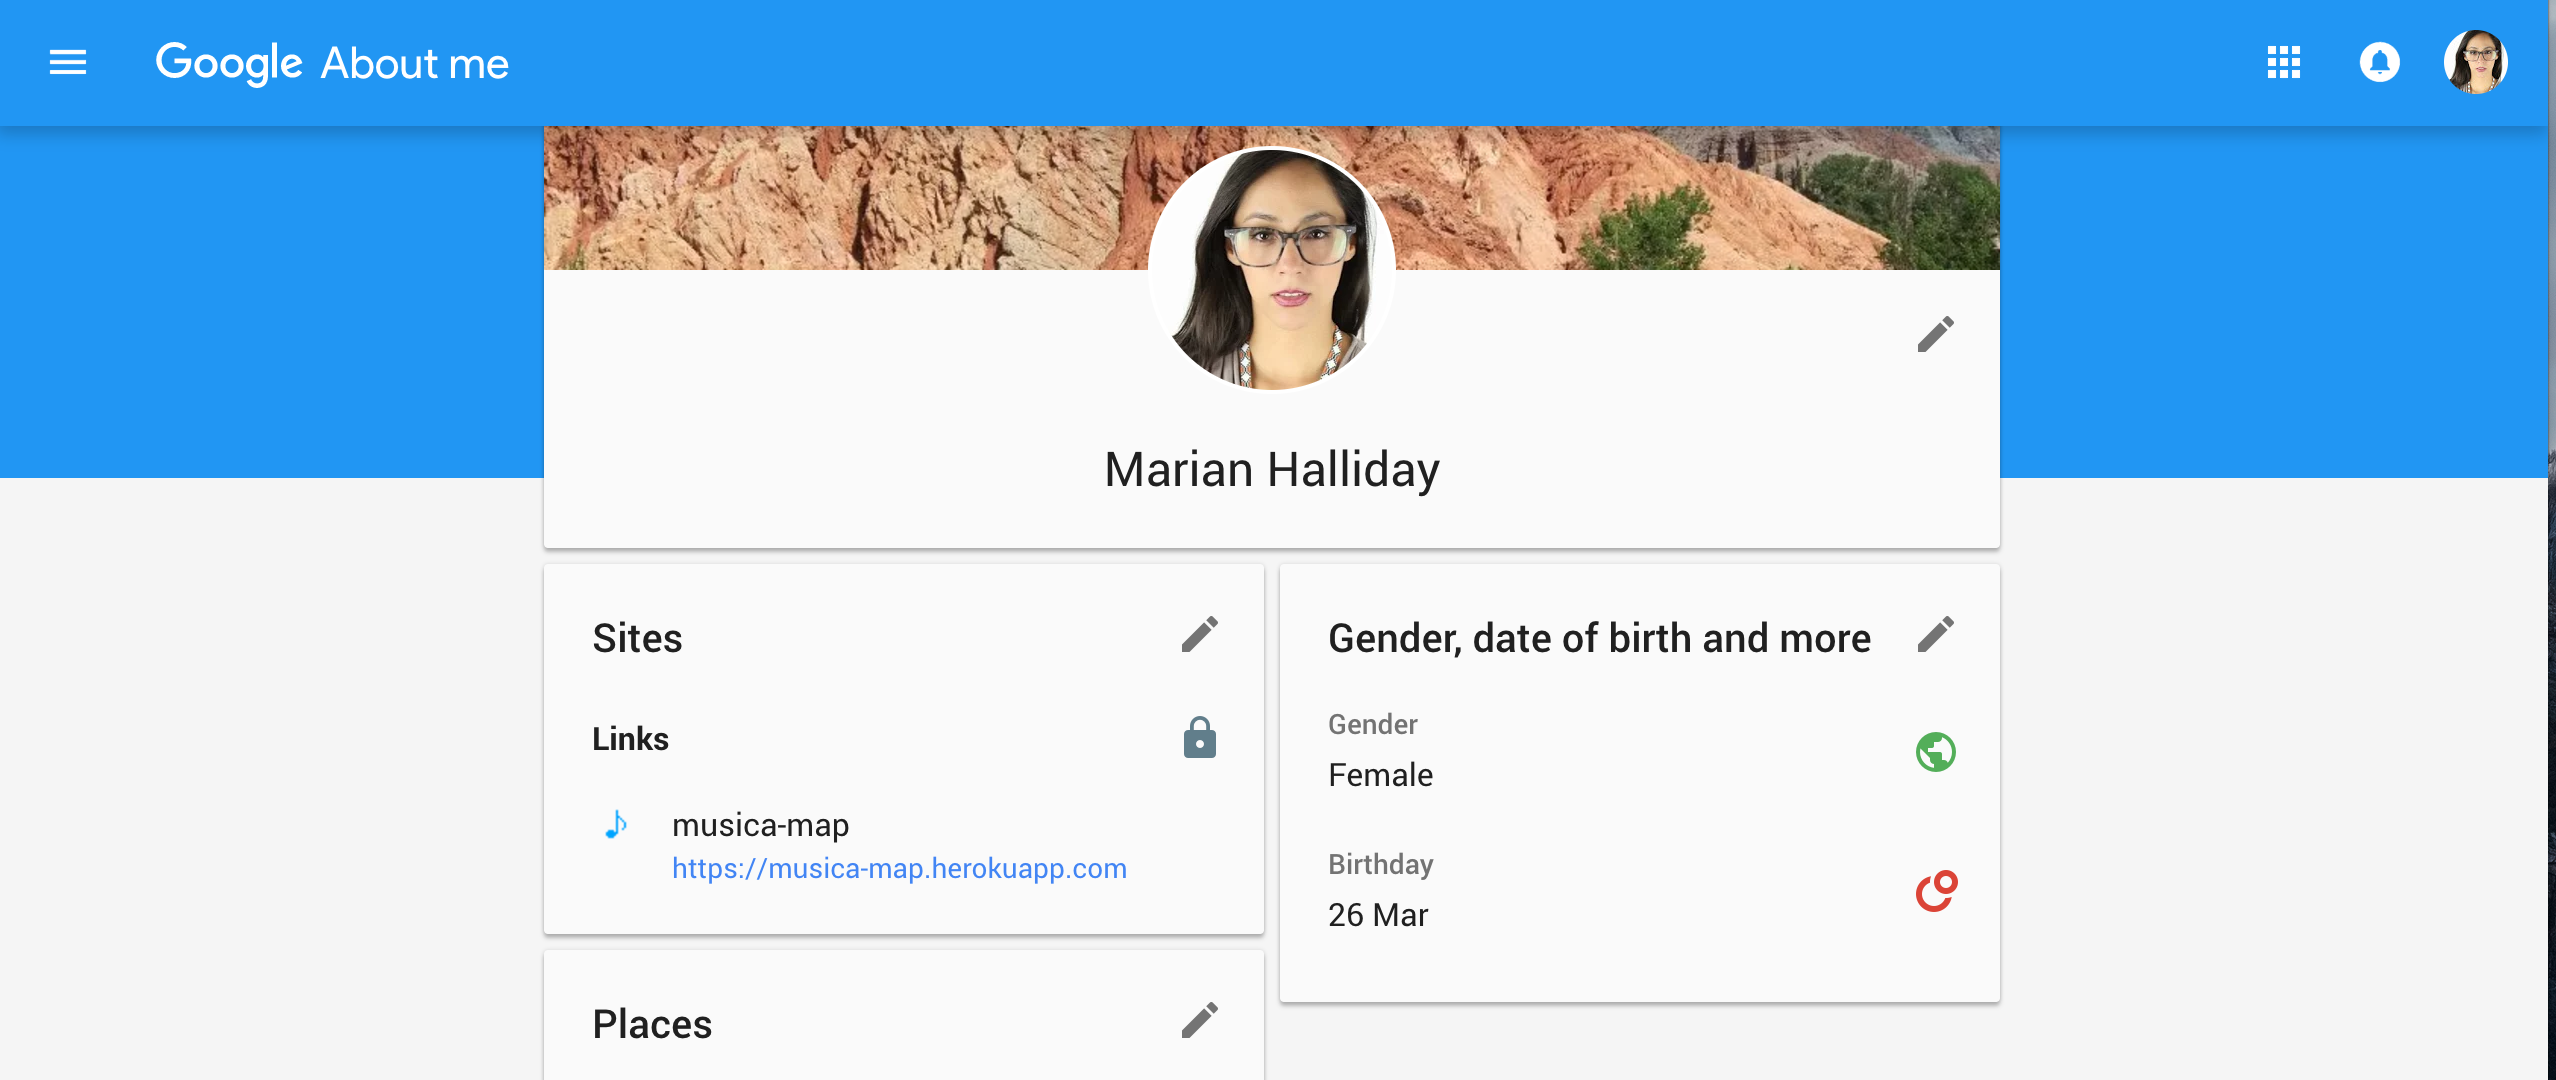 Google About me
Marian Halliday
Sites
Links
musica-map
https://musica-map.herokuapp.com
Gender, date of birth and more
Gender
Female
Birthday
26 Mar
Places